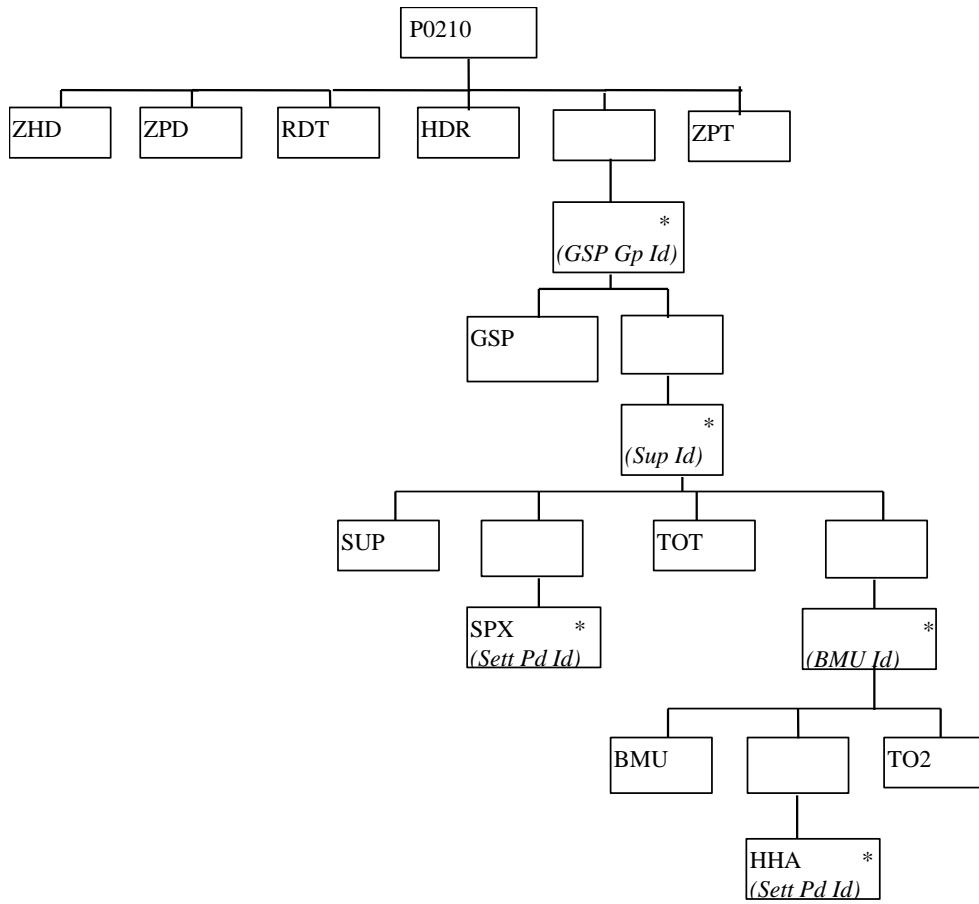 P0210
ZHD
ZPD
RDT
HDR
ZPT
*
(GSP Gp Id)
GSP
*
(Sup Id)
SUP
TOT
SPX *
(Sett Pd Id)
*
(BMU Id)
BMU
TO2
HHA *
(Sett Pd Id)